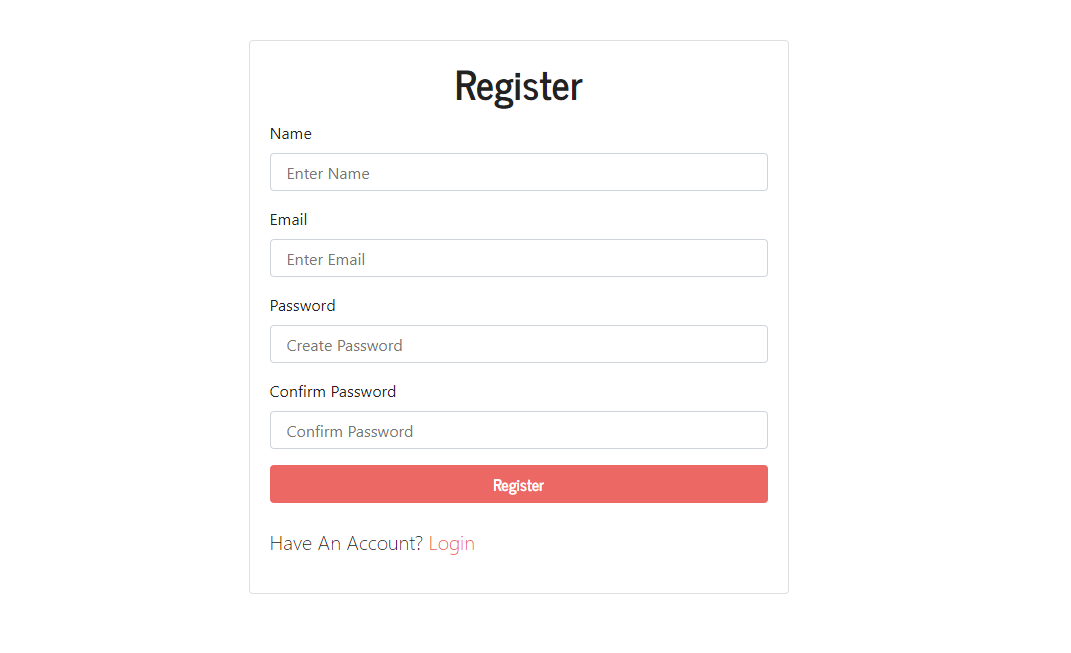 Register
Name
Enter Name
Email
Enter Email
Password
Create Password
Confirm Password
Confirm Password
Register
Have An Account? Login